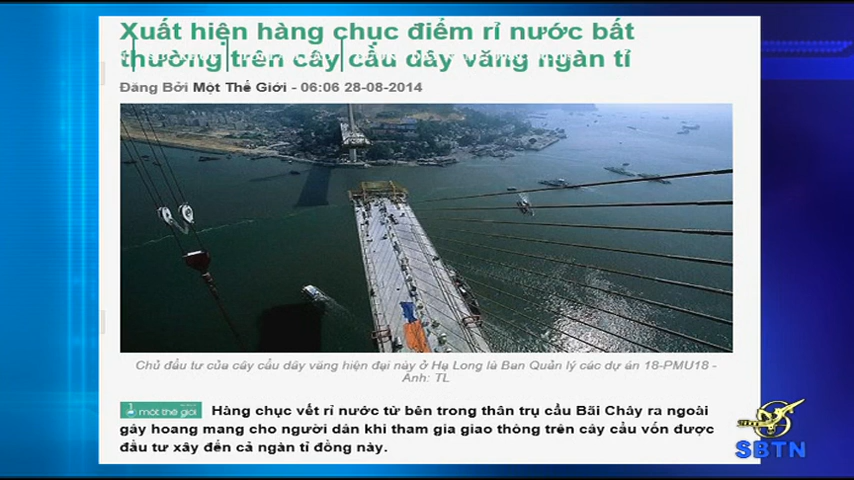 Xuất hiện hàng chục điểm rỉ nước bất
thường trên cây cầu dây văng ngàn tỉ
Đăng Bởi Một Thế Giới - 06:06 28-08-2014
Chủ đầu tư của cây cầu dây văng hiện đại này ở Hạ Long là Ban Quản lý các dự án 18-PMU18 -
Ảnh: TL
một thế giới Hàng chục vết rỉ nước từ bên trong thân trụ cầu Bãi Cháy ra ngoài
gây hoang mang cho người dân khi tham gia giao thông trên cây cầu vốn được
đầu tư xây đến cả ngàn tỉ đồng này.
SBTN